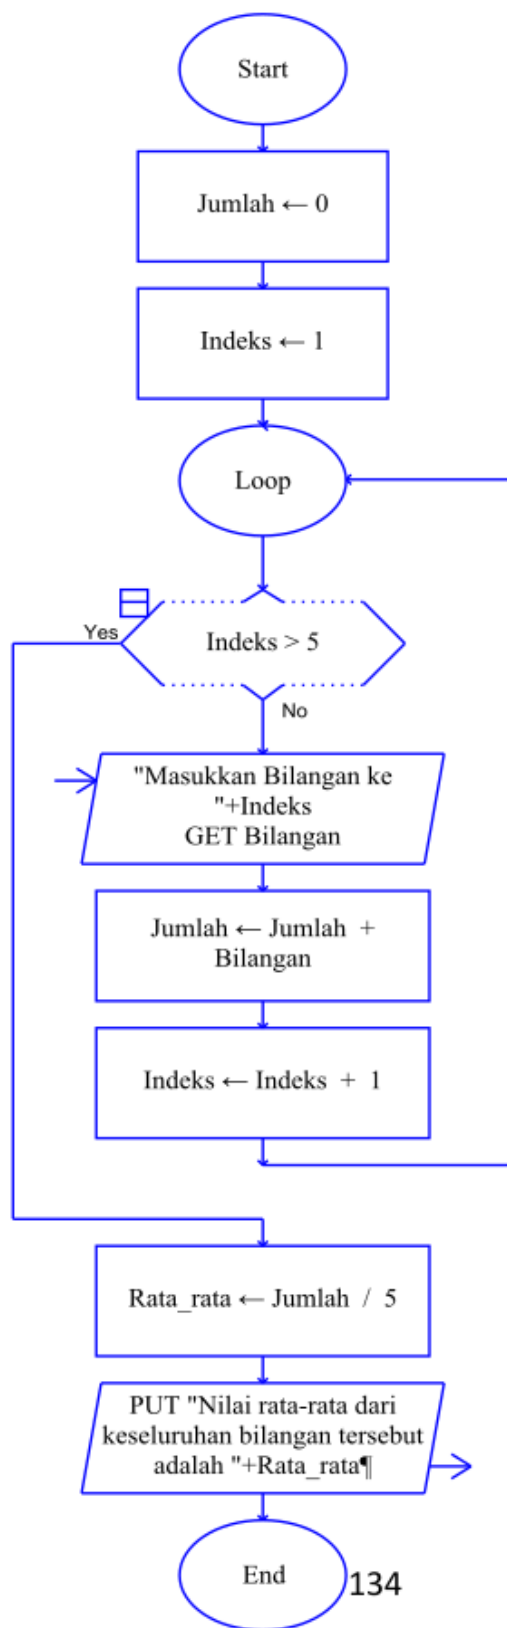 Start
Jumlah ← 0
Indeks ← 1
Loop
Indeks > 5
Yes
No
"Masukkan Bilangan ke
"+Indeks
GET Bilangan
Jumlah ← Jumlah +
Bilangan
Indeks ← Indeks + 1
Rata_rata ← Jumlah / 5
PUT "Nilai rata-rata dari
keseluruhan bilangan tersebut
adalah "+Rata_rata¶
End
134